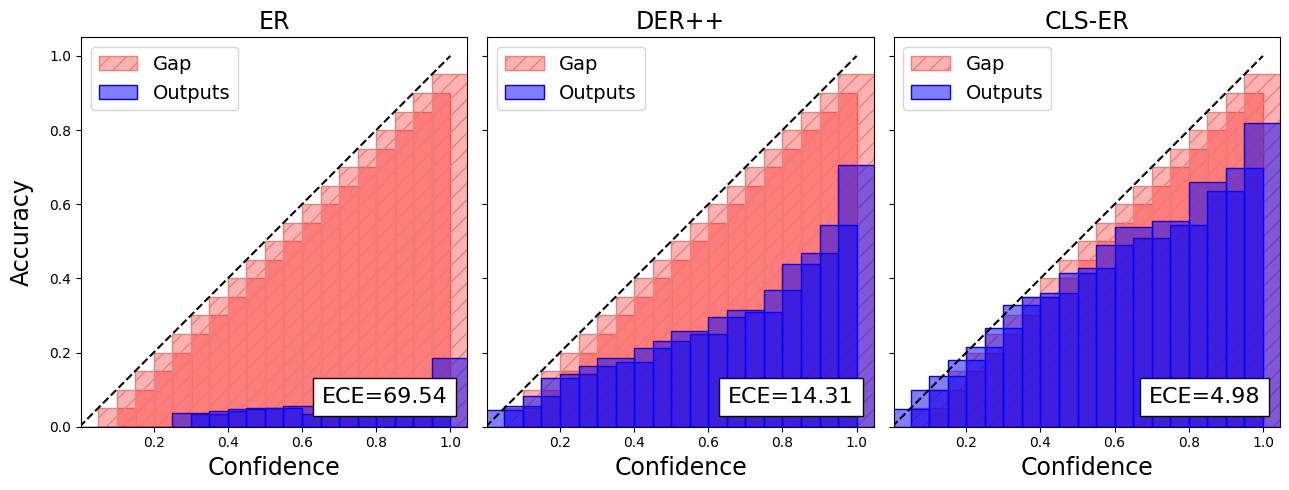 ER
DER++
CLS-ER
Gap
Outputs
Gap
Outputs
Gap
Outputs
1.0
0.8
0.6
0.4
0.2
0.0
Accuracy
ECE=69.54
ECE=14.31
ECE=4.98
0.2 0.4 0.6 0.8 1.0
0.2 0.4 0.6 0.8 1.0
0.2 0.4 0.6 0.8 1.0
Confidence
Confidence
Confidence